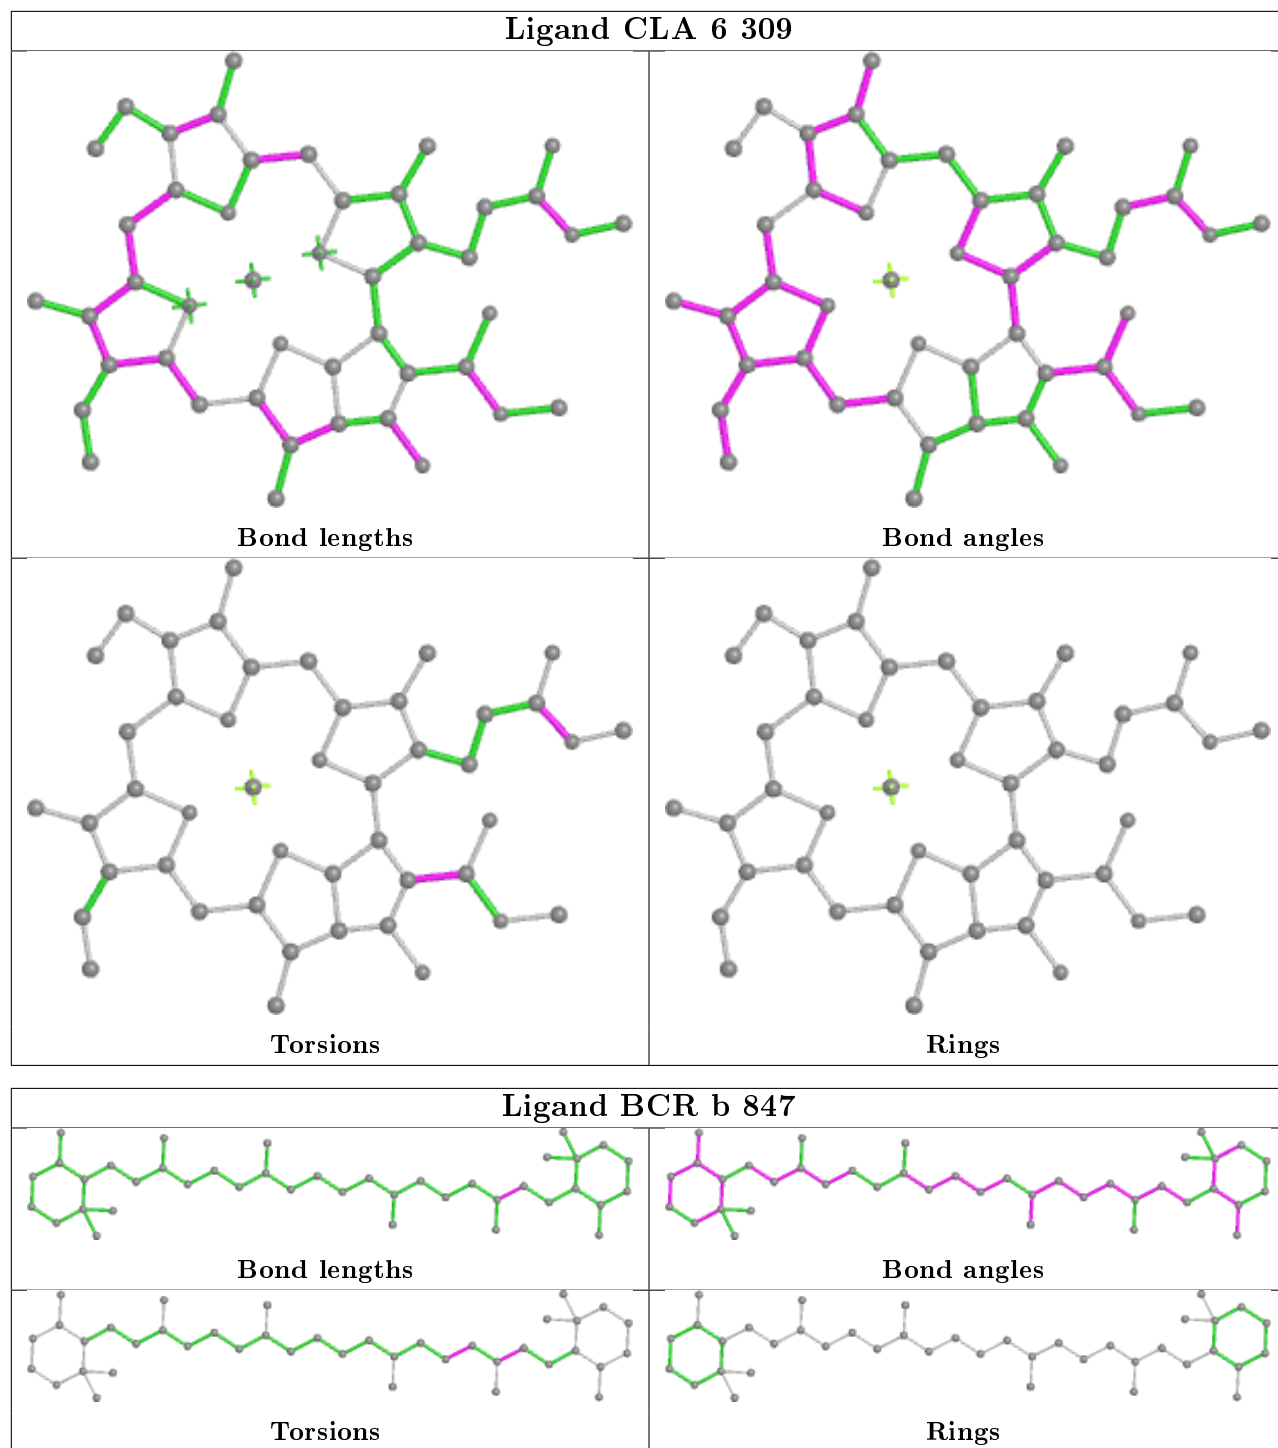 Ligand CLA 6 309
Bond lengths
Bond angles
Torsions
Rings
Ligand BCR b 847
Bond lengths
Bond angles
Torsions
Rings